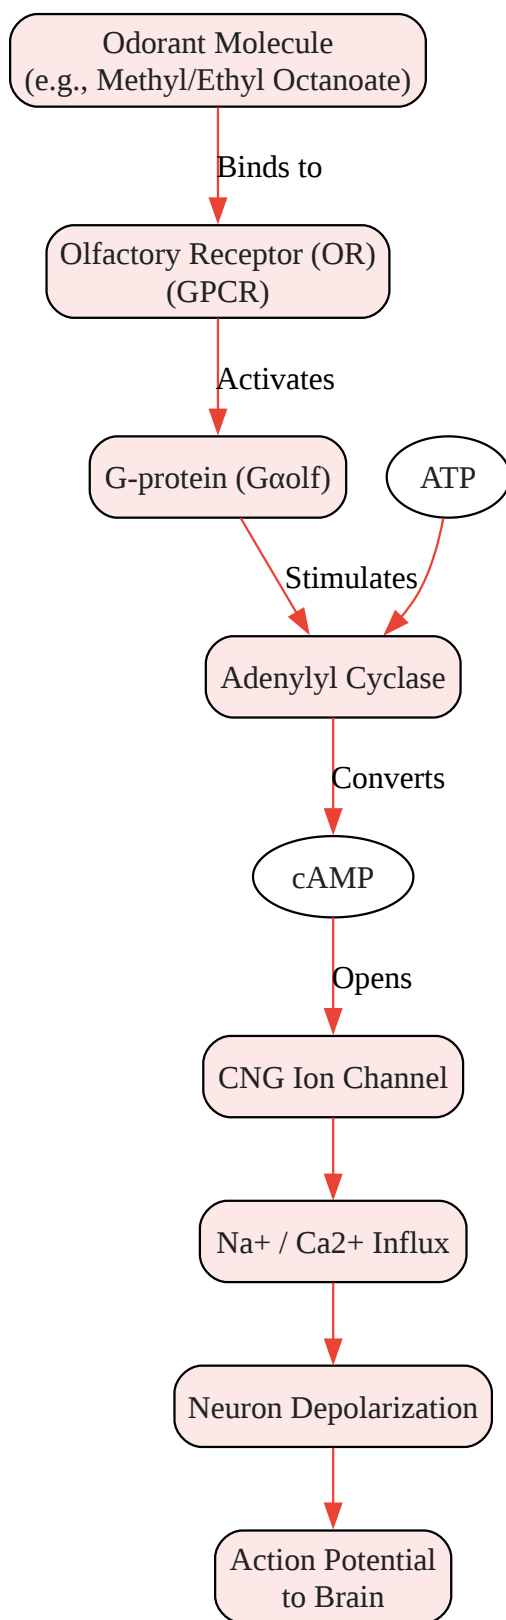 Odorant Molecule
(e.g., Methyl/Ethyl Octanoate)
Binds to
Olfactory Receptor (OR)
(GPCR)
Activates
G-protein (Gαolf)
ATP
Stimulates
Adenylyl Cyclase
Converts
cAMP
Opens
CNG Ion Channel
Na+ / Ca2+ Influx
Neuron Depolarization
Action Potential
to Brain